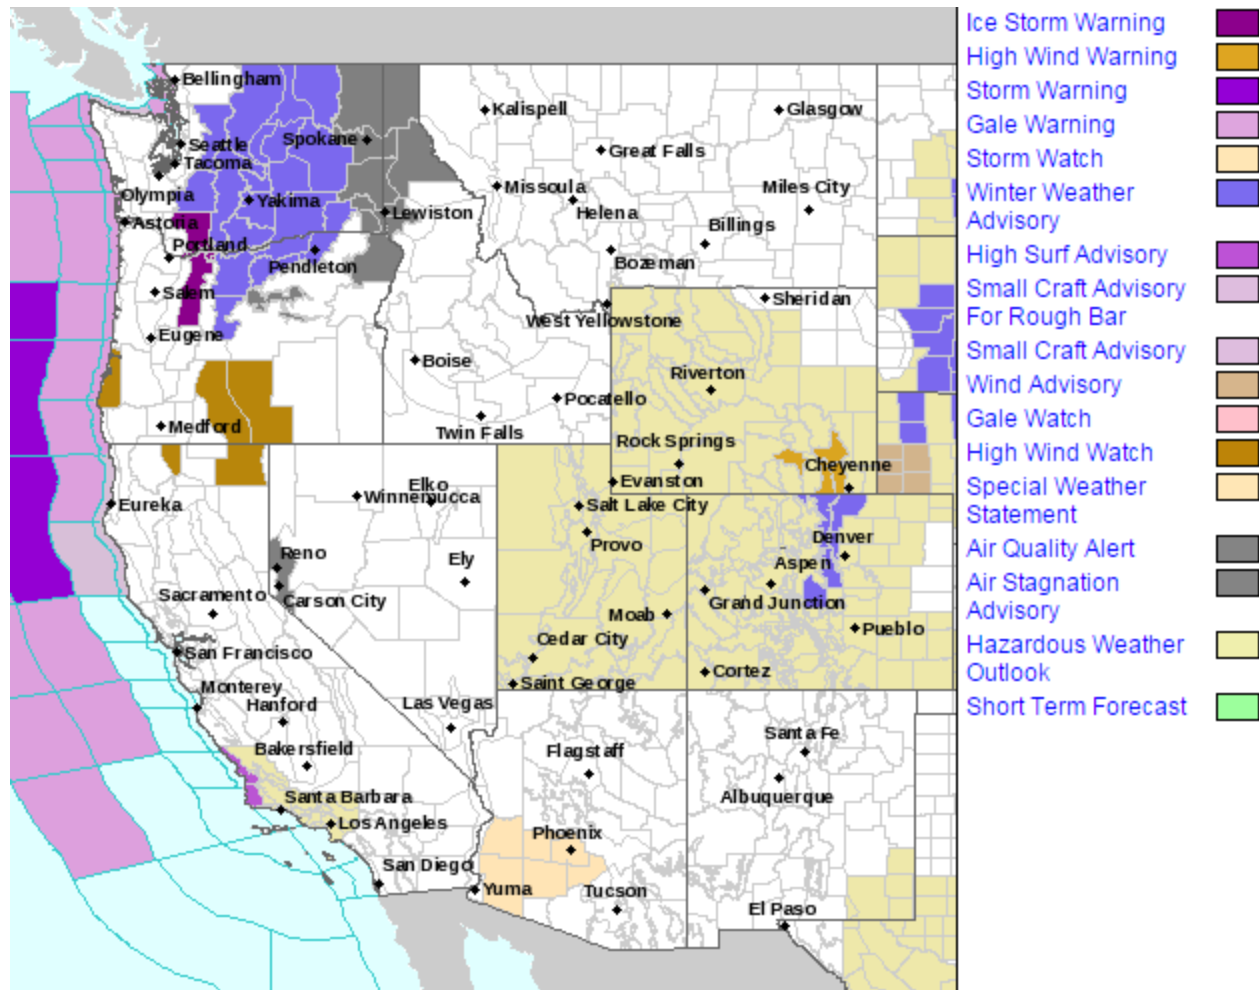 Bellingham
Kalispell
Glasgow
Seattle
Spokane
Great Falls
Tacoma
Missoula
Miles City
Olympia
Yakima
Helena
Astoria
Lewiston
Billings
Portland
Bozeman
Pendleton
Salem
Sheridan
West Yellowstone
Eugene
Boise
Riverton
Pocatello
Medford
Twin Falls
Rock Springs
Cheyenne
Evanston
Elko
Winnemucca
Eureka
Salt Lake City
Provo
Denver
Reno
Ely
Aspen
Sacramento
Carson City
Grand Junction
Moab
Pueblo
Cedar City
San Francisco
Cortez
Saint George
Monterey
Hanford
Las Vegas
Santa Fe
Bakersfield
Flagstaff
Santa Barbara
Albuquerque
Los Angeles
Phoenix
San Diego
Yuma
Tucson
El Paso
Ice Storm Warning
High Wind Warning
Storm Warning
Gale Warning
Storm Watch
Winter Weather
Advisory
High Surf Advisory
Small Craft Advisory
For Rough Bar
Small Craft Advisory
Wind Advisory
Gale Watch
High Wind Watch
Special Weather
Statement
Air Quality Alert
Air Stagnation
Advisory
Hazardous Weather
Outlook
Short Term Forecast